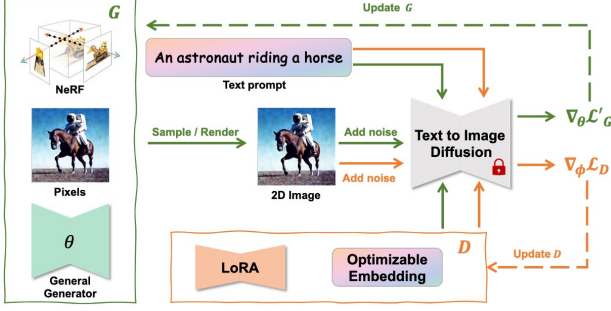 G
Update G
An astronaut riding a horse
Text prompt
NeRF
Sample / Render
Add noise
Text to Image
Diffusion
∇θℒ′G
Add noise
∇ϕℒD
Pixels
2D Image
θ
General
Generator
LoRA
Optimizable
Embedding
D
Update D